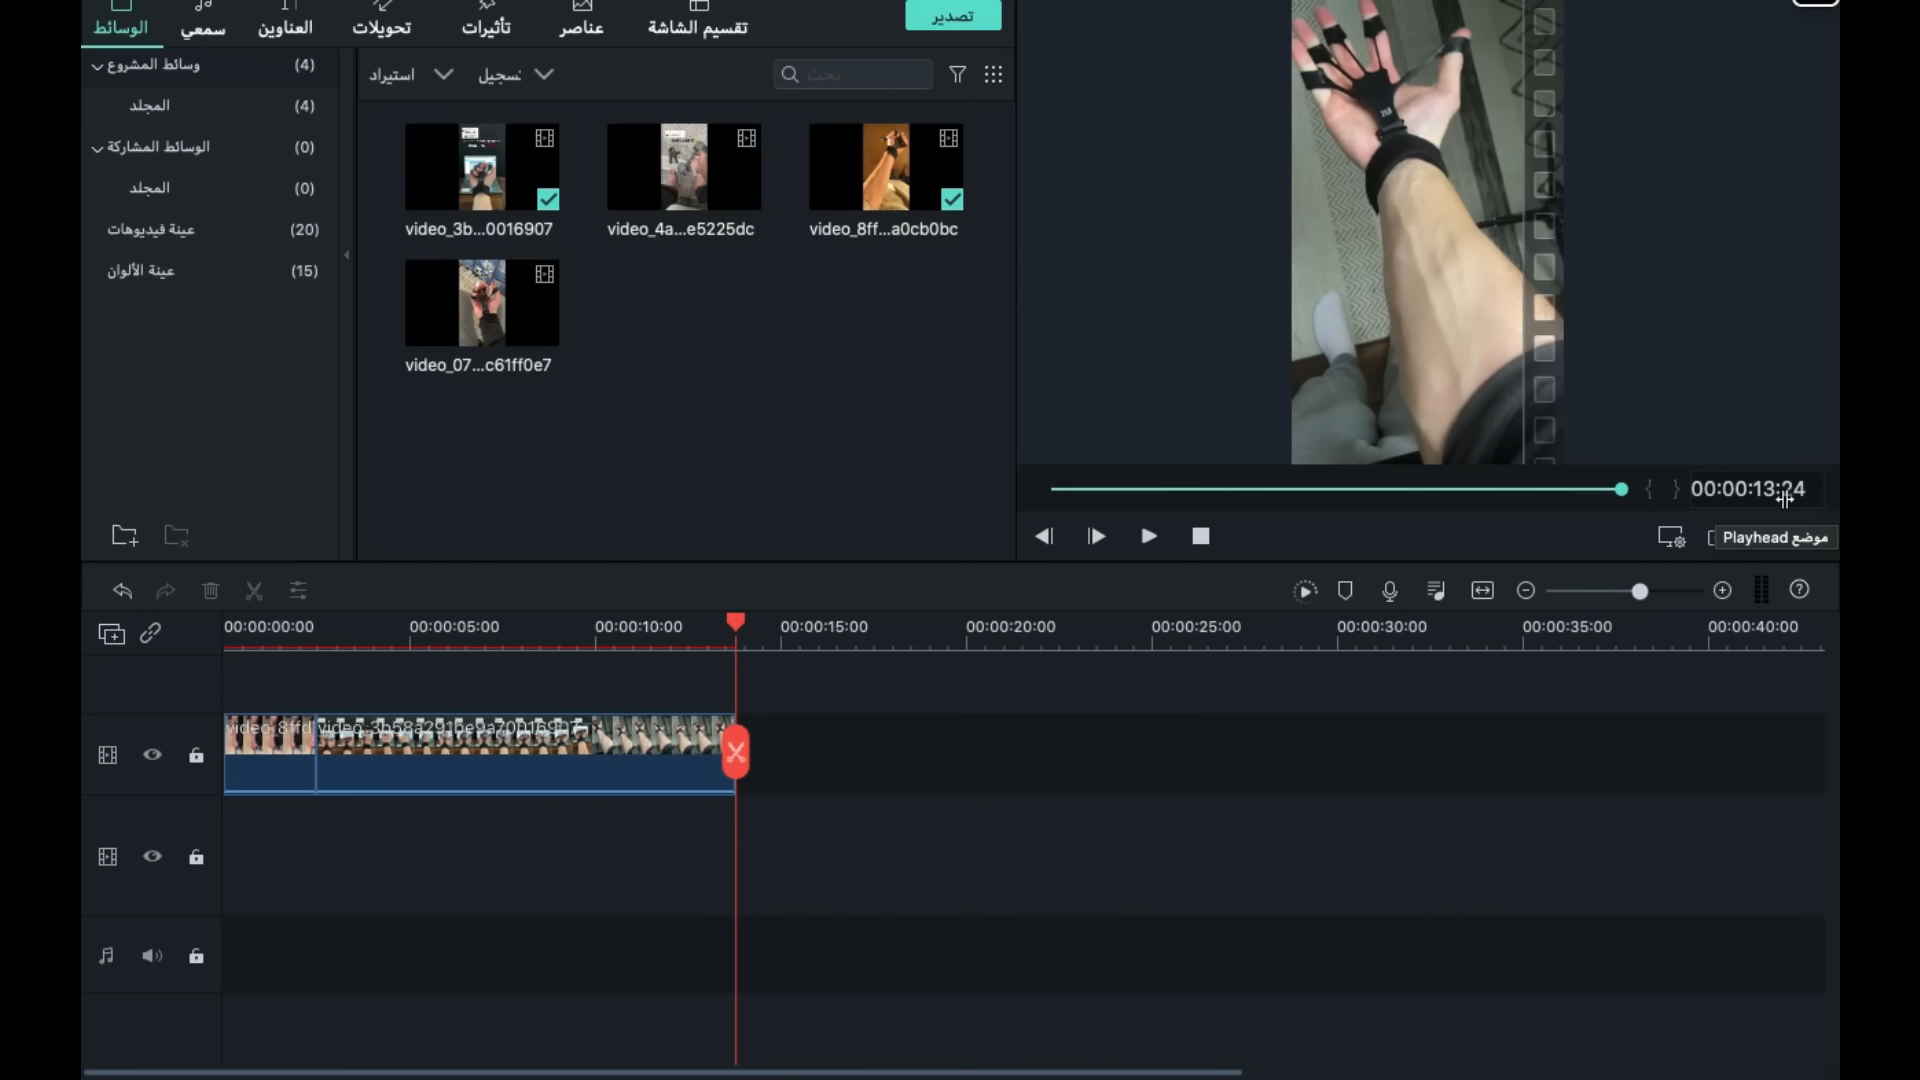 الوسائط
سمعي
العناوين
تحويلات
تأثيرات
عناصر
تقسيم الشاشة
تصدير
وسائط المشروع (4)
المجلد (4)
الوسائط المشاركة (0)
المجلد (0)
عينة فيديوهات (20)
عينة الألوان (15)
استيراد
تسجيل
بحث
video_3b...0016907
video_4a...e5225dc
video_8ff...a0cb0bc
video_07...c61ff0e7
00:00:13:24
موضع Playhead
00:00:00:00
00:00:05:00
00:00:10:00
00:00:15:00
00:00:20:00
00:00:25:00
00:00:30:00
00:00:35:00
00:00:40:00
video_8ffd
video_3b58a291be9a70016907